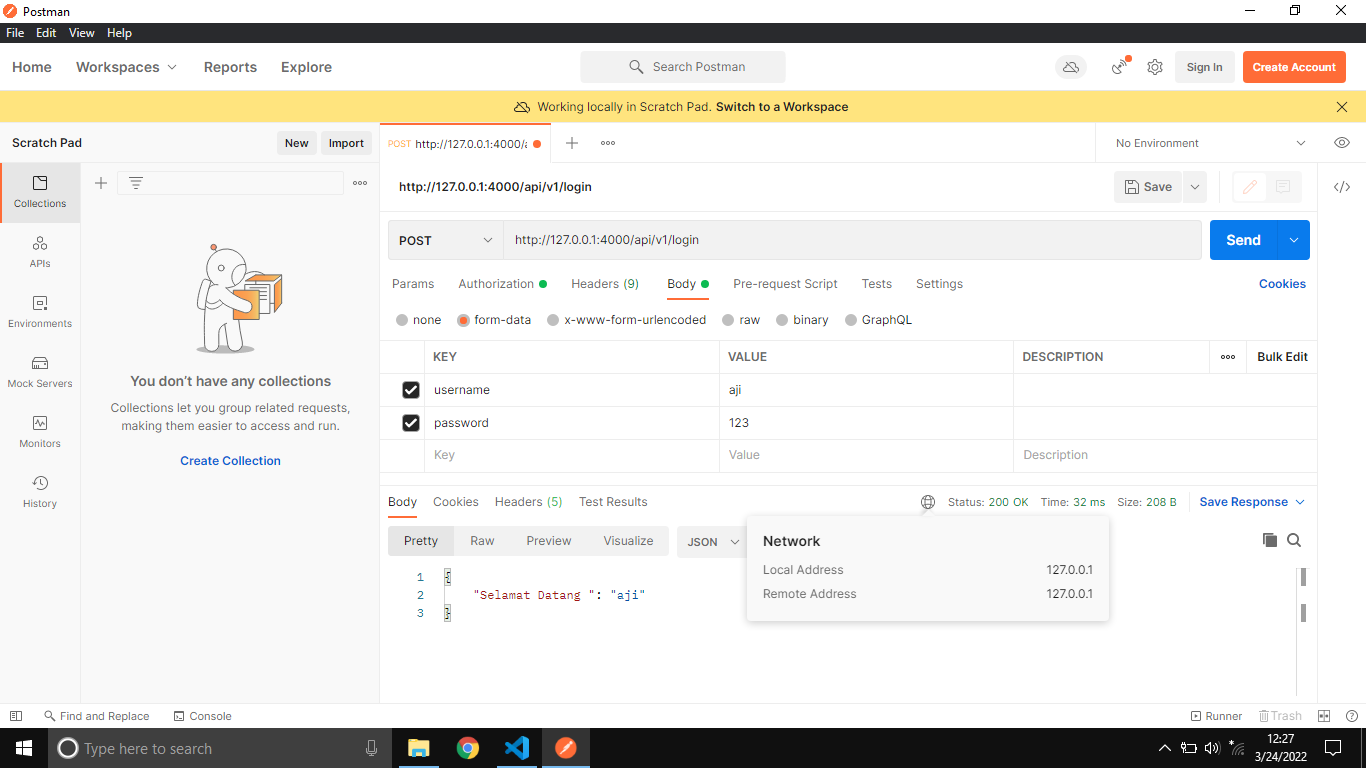 Postman
File Edit View Help
Home Workspaces Reports Explore Search Postman Sign In Create Account
Working locally in Scratch Pad. Switch to a Workspace
Scratch Pad New Import POST http://127.0.0.1:4000/a No Environment
Collections
APIs
Environments
Mock Servers
Monitors
History
You don't have any collections
Collections let you group related requests,
making them easier to access and run.
Create Collection
http://127.0.0.1:4000/api/v1/login Save
POST http://127.0.0.1:4000/api/v1/login Send
Params Authorization Headers (9) Body Pre-request Script Tests Settings Cookies
none form-data x-www-form-urlencoded raw binary GraphQL
KEY VALUE DESCRIPTION Bulk Edit
username aji
password 123
Key Value Description
Body Cookies Headers (5) Test Results Status: 200 OK Time: 32 ms Size: 208 B Save Response
Pretty Raw Preview Visualize JSON
Network
Local Address 127.0.0.1
Remote Address 127.0.0.1
1 {
2 "Selamat Datang ": "aji"
3 }
Find and Replace Console Runner Trash
Type here to search
12:27
3/24/2022